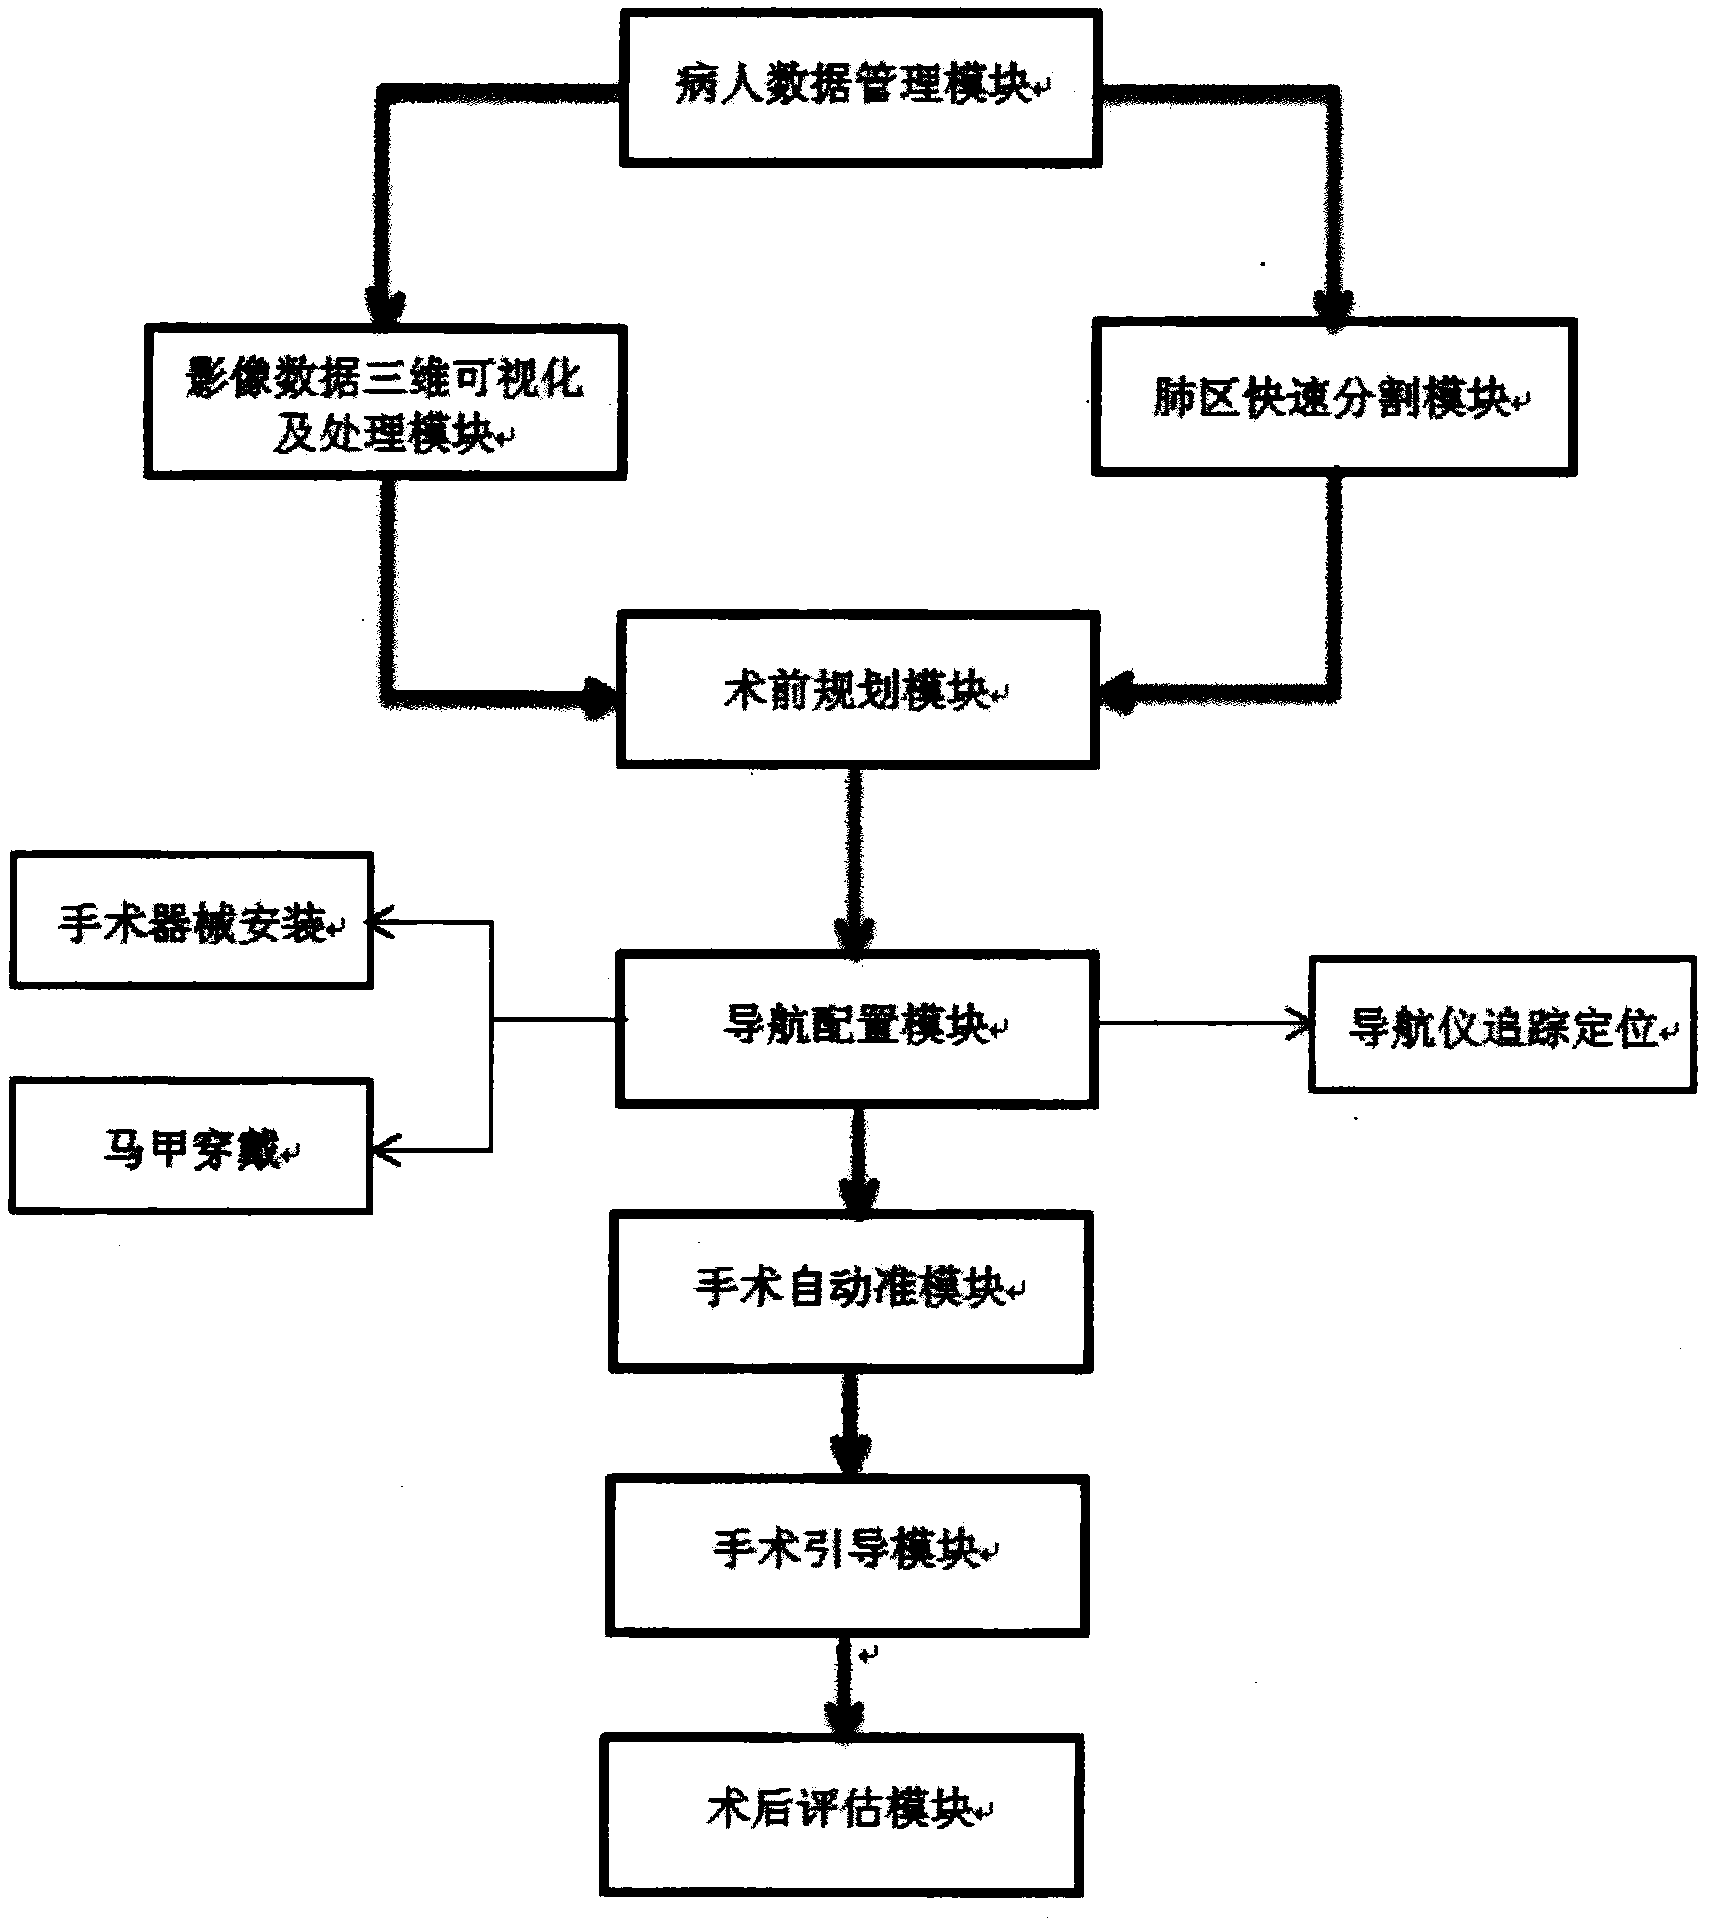 病人数据管理模块
影像数据三维可视化
及处理模块
肺区快速分割模块
术前规划模块
手术器械安装
导航配置模块
导航仪追踪定位
马甲穿戴
手术自动准模块
手术引导模块
术后评估模块